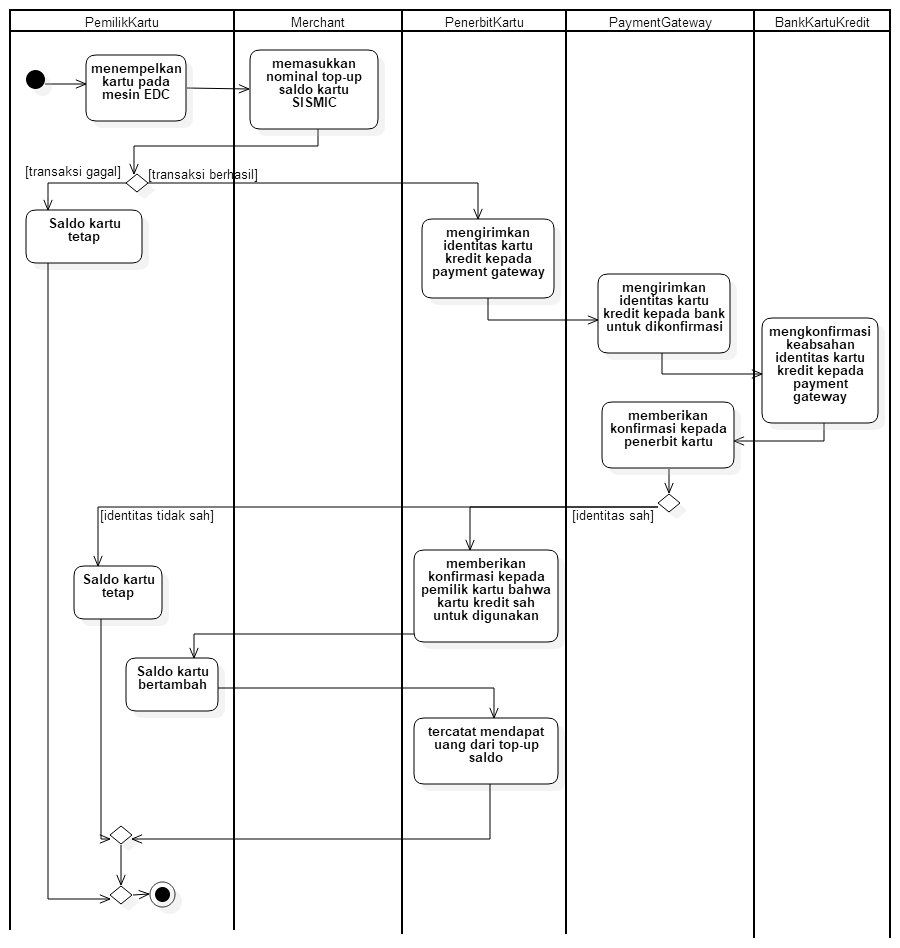 PemilikKartu
Merchant
PenerbitKartu
PaymentGateway
BankKartuKredit
menempelkan
kartu pada
mesin EDC
memasukkan
nominal top-up
saldo kartu
SISMIC
[transaksi gagal]
[transaksi berhasil]
Saldo kartu
tetap
mengirimkan
identitas kartu
kredit kepada
payment gateway
mengirimkan
identitas kartu
kredit kepada bank
untuk dikonfirmasi
mengkonfirmasi
keabsahan
identitas kartu
kredit kepada
payment
gateway
memberikan
konfirmasi kepada
penerbit kartu
[identitas tidak sah]
[identitas sah]
Saldo kartu
tetap
memberikan
konfirmasi kepada
pemilik kartu bahwa
kartu kredit sah
untuk digunakan
Saldo kartu
bertambah
tercatat mendapat
uang dari top-up
saldo